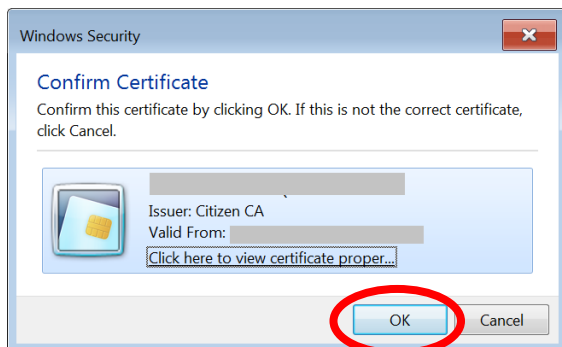 Windows Security
Confirm Certificate
Confirm this certificate by clicking OK. If this is not the correct certificate,
click Cancel.
Issuer: Citizen CA
Valid From:
Click here to view certificate proper...
OK
Cancel